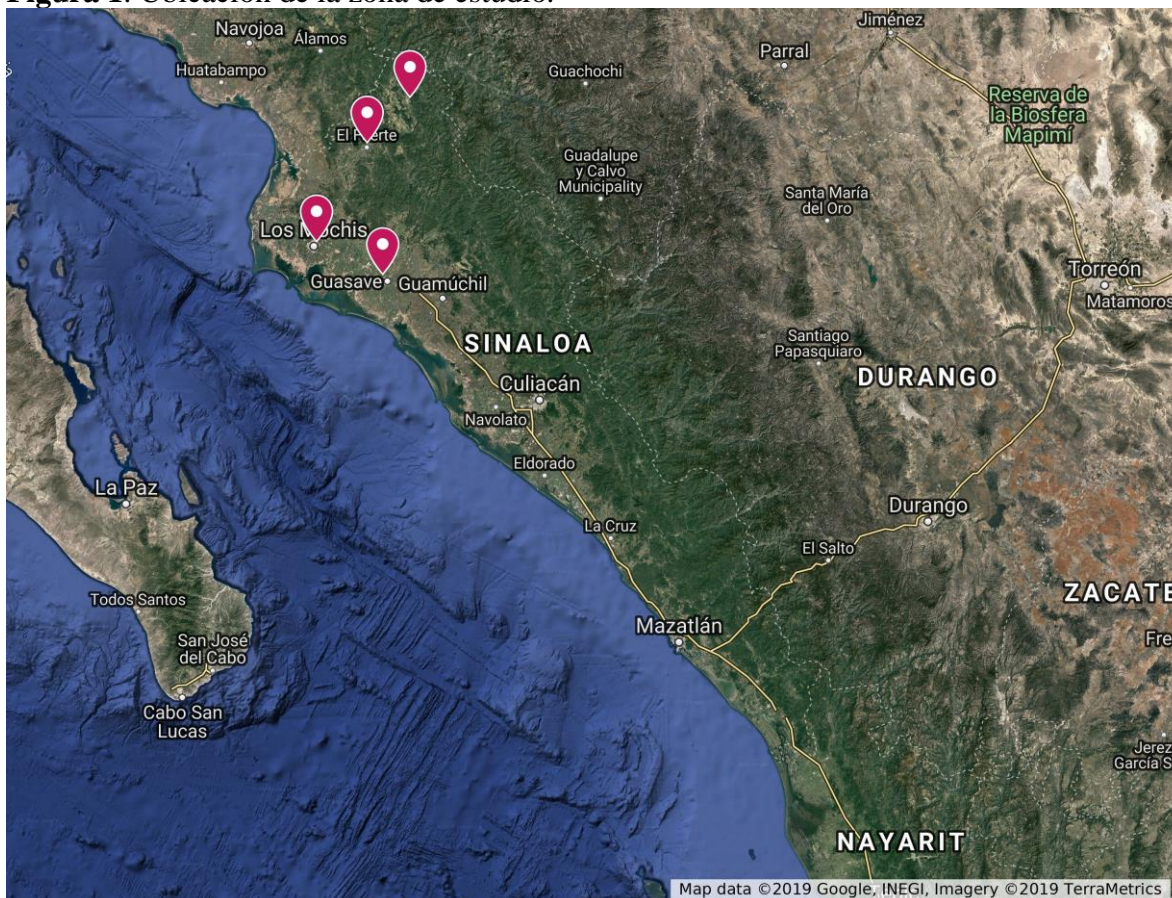 Figura 1. Ubicación de la zona de estudio.
Jiménez
Navojoa
Álamos
Parral
Huatabampo
Guachochi
Reserva de
la Biosfera
Mapimí
El Fuerte
Guadalupe
y Calvo
Municipality
Santa María
del Oro
Los Mochis
Torreón
Guasave
Guamúchil
Matamoros
SINALOA
Santiago
Papasquiaro
DURANGO
Culiacán
Navolato
Eldorado
La Paz
Durango
La Cruz
El Salto
Todos Santos
ZACATE
Mazatlán
San José
del Cabo
Fre
Cabo San
Lucas
Jerez
García S
NAYARIT
Map data ©2019 Google, INEGI, Imagery ©2019 TerraMetrics